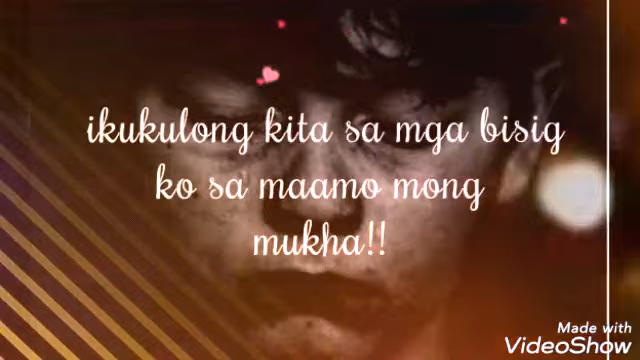 ikukulong kita sa mga bisig
ko sa maamo mong
mukha!!
Made with
VideoShow